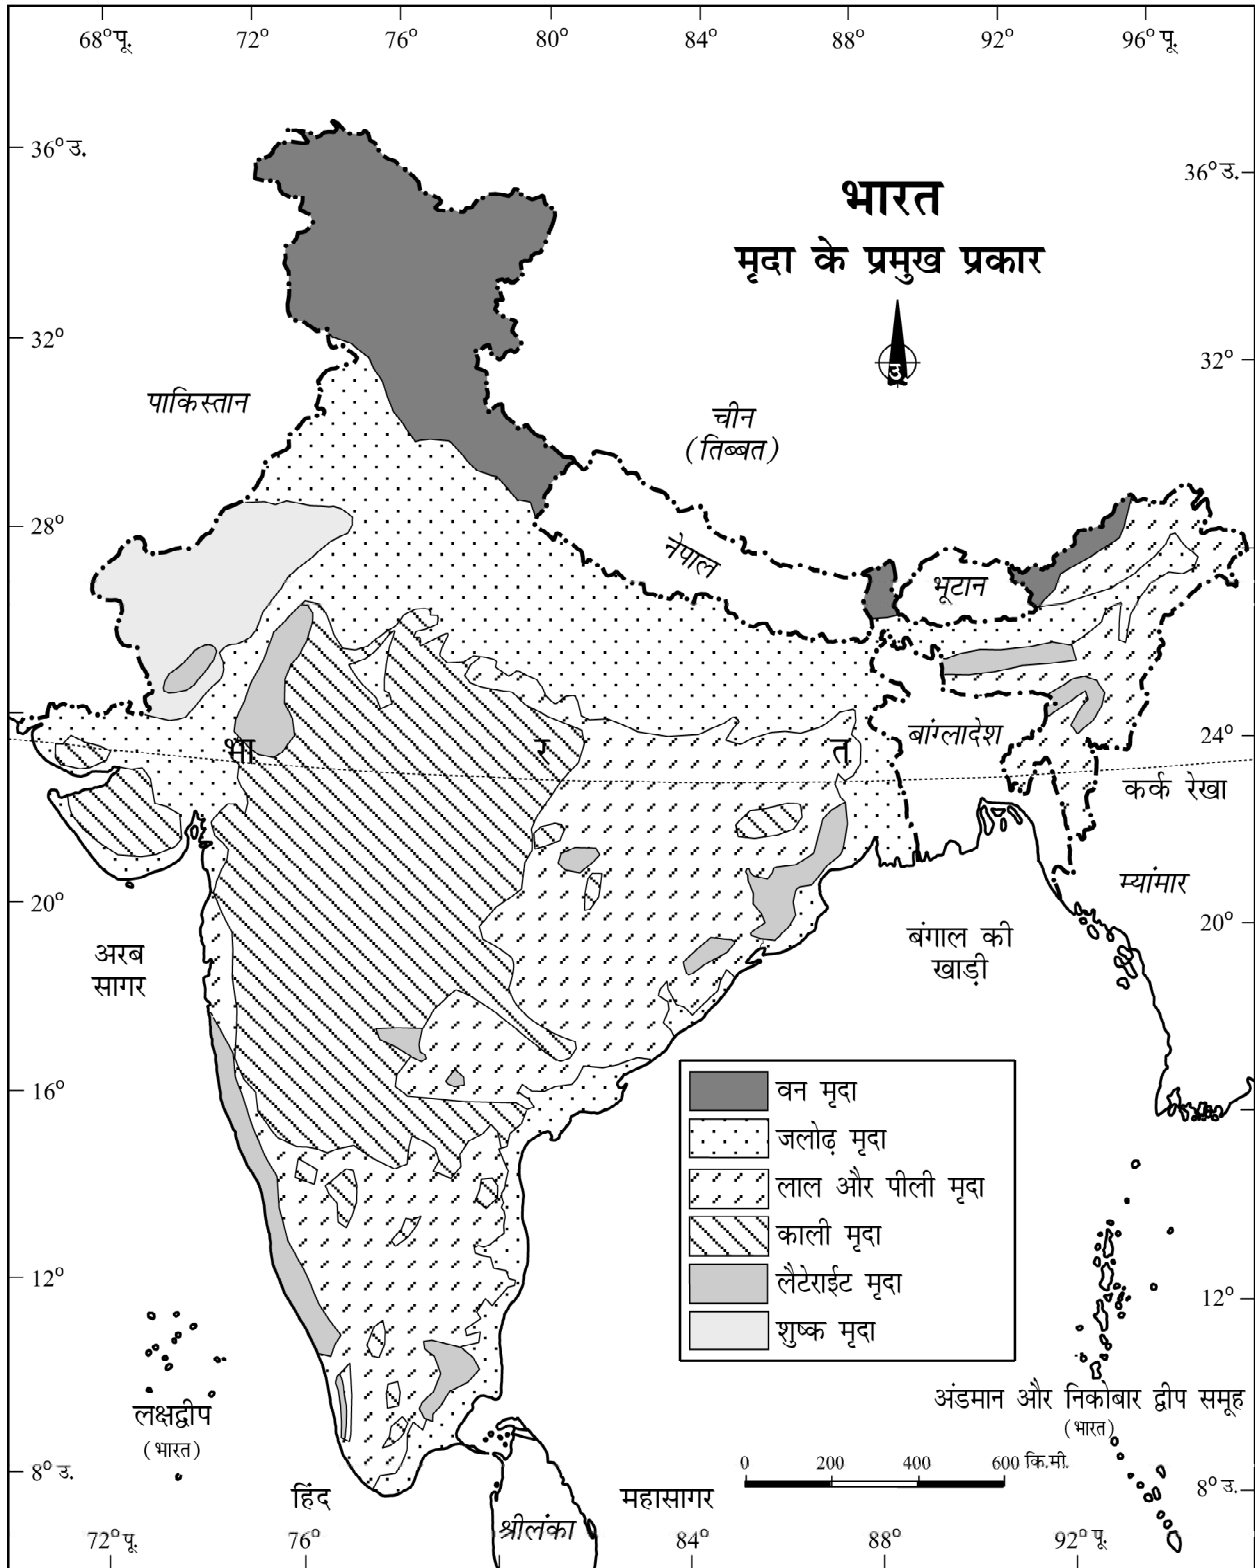 68°पू. 72° 76° 80° 84° 88° 92° 96° पू.
36° उ.
36° उ.
भारत
मृदा के प्रमुख प्रकार
उ
32°
32°
पाकिस्तान
चीन
(तिब्बत)
28°
नेपाल
भूटान
भा र त
बांग्लादेश
24°
कर्क रेखा
म्यांमार
20°
20°
अरब
सागर
बंगाल की
खाड़ी
16°
वन मृदा
जलोढ़ मृदा
लाल और पीली मृदा
काली मृदा
लैटेराईट मृदा
शुष्क मृदा
12°
12°
अंडमान और निकोबार द्वीप समूह
(भारत)
लक्षद्वीप
(भारत)
0 200 400 600 कि.मी.
8° उ.
8° उ.
हिंद महासागर
श्रीलंका
72° पू. 76° 84° 88° 92° पू.